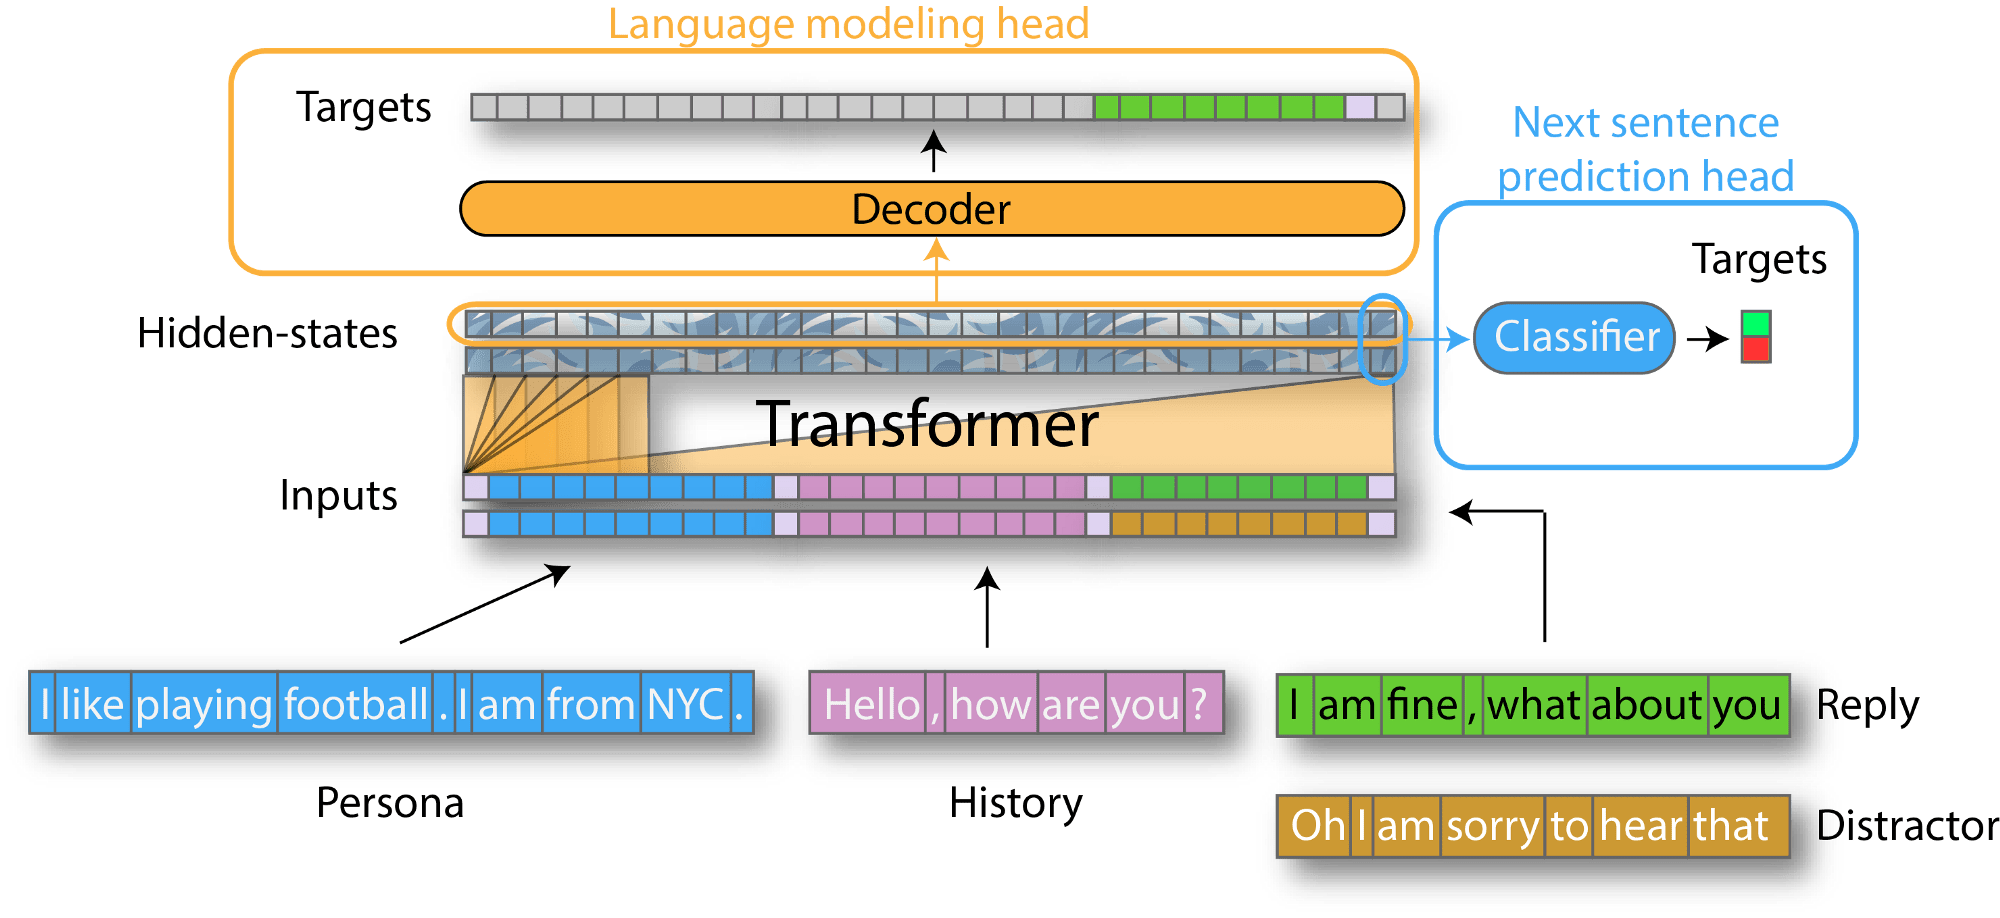 Language modeling head
Targets
Next sentence
prediction head
Decoder
Targets
Hidden-states
Classifier
Transformer
Inputs
I like playing football . I am from NYC .
Hello , how are you ?
I am fine , what about you
Reply
Persona
History
Oh I am sorry to hear that
Distractor